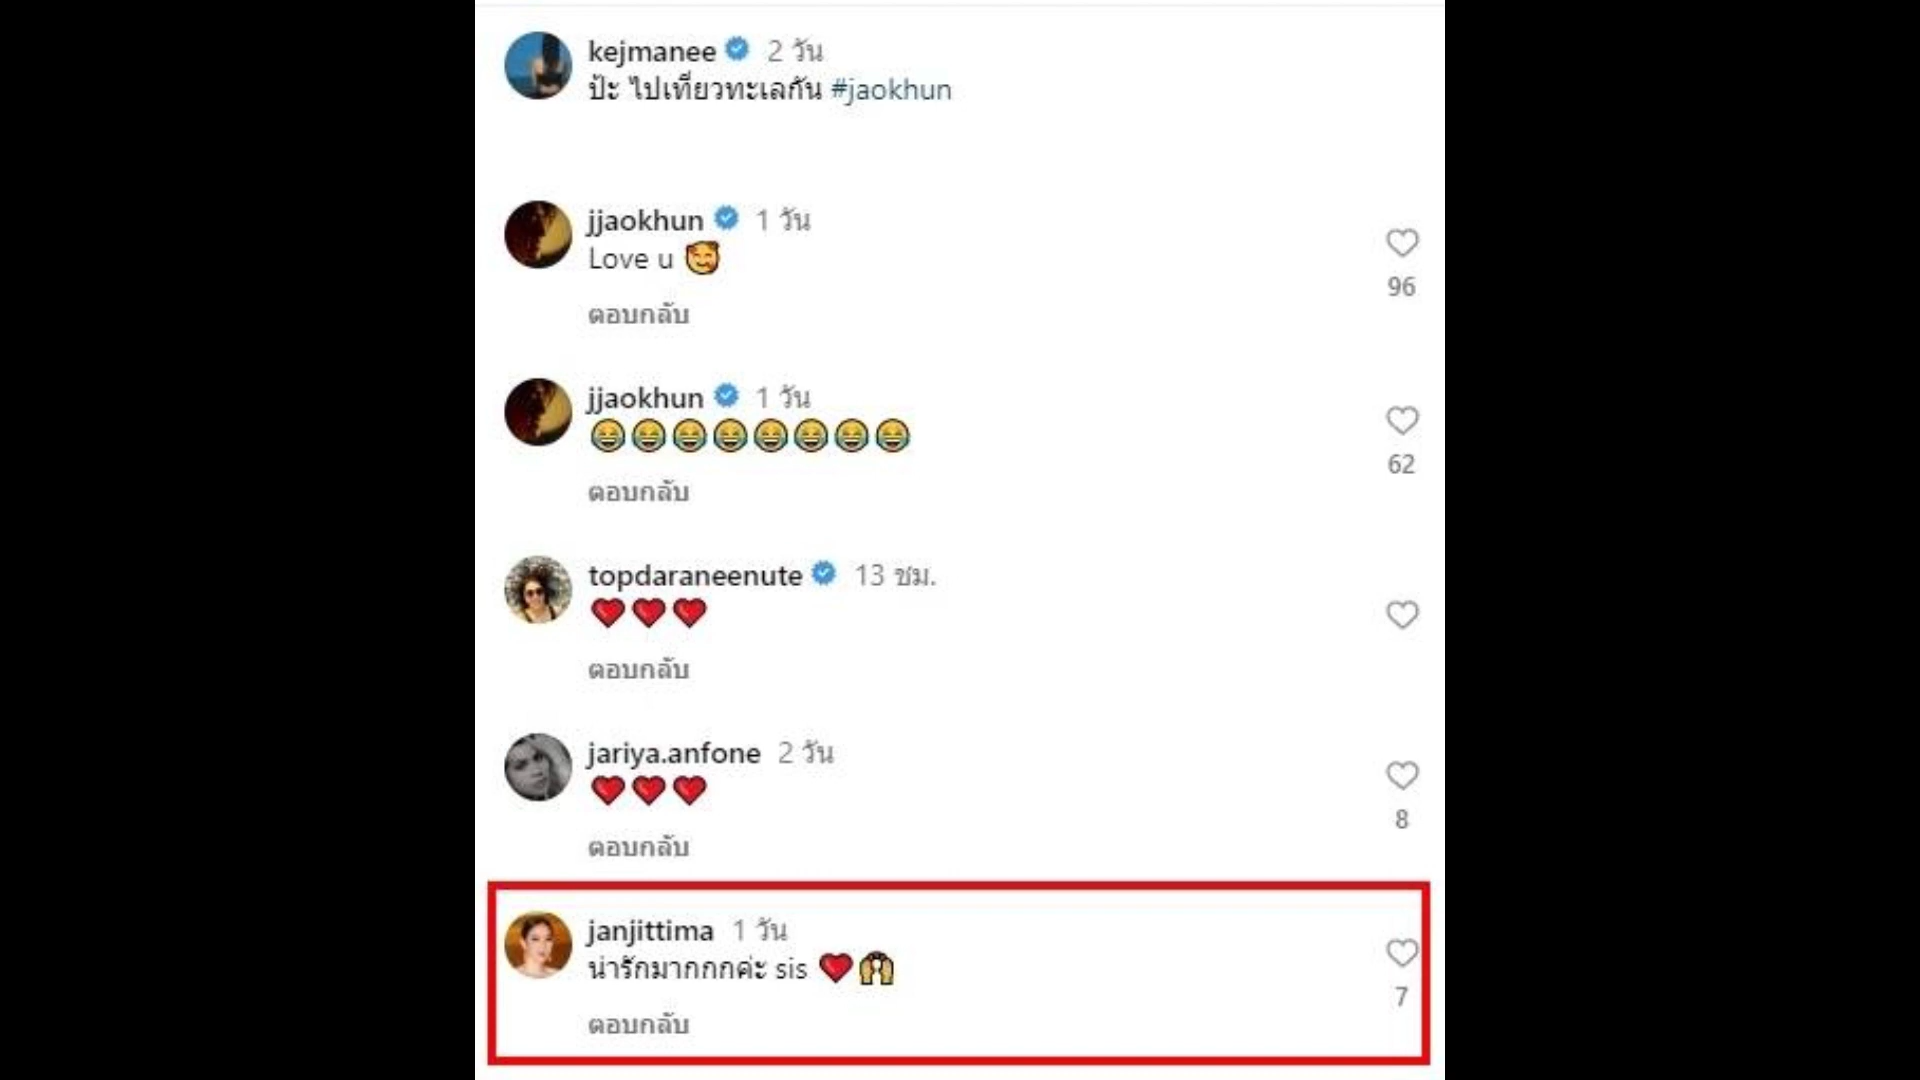 kejmanee 2 วัน
ป้ะ ไปเที่ยวทะเลกัน #jaokhun
jjaokhun 1 วัน
Love u 🥰
96
ตอบกลับ
jjaokhun 1 วัน
😂😂😂😂😂😂😂😂
62
ตอบกลับ
topdaraneenute 13 ชม.
❤️❤️❤️
ตอบกลับ
jariya.anfone 2 วัน
❤️❤️❤️
8
ตอบกลับ
janjittima 1 วัน
น่ารักมากกกค่ะ sis ❤️🙌
7
ตอบกลับ